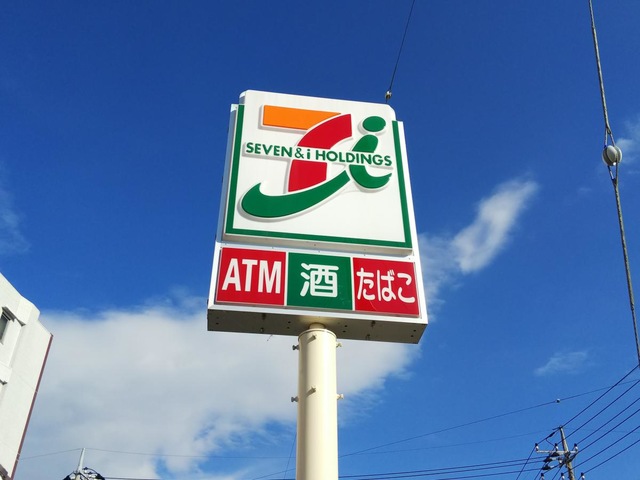 SEVEN & i HOLDINGS
ATM 酒 たばこ